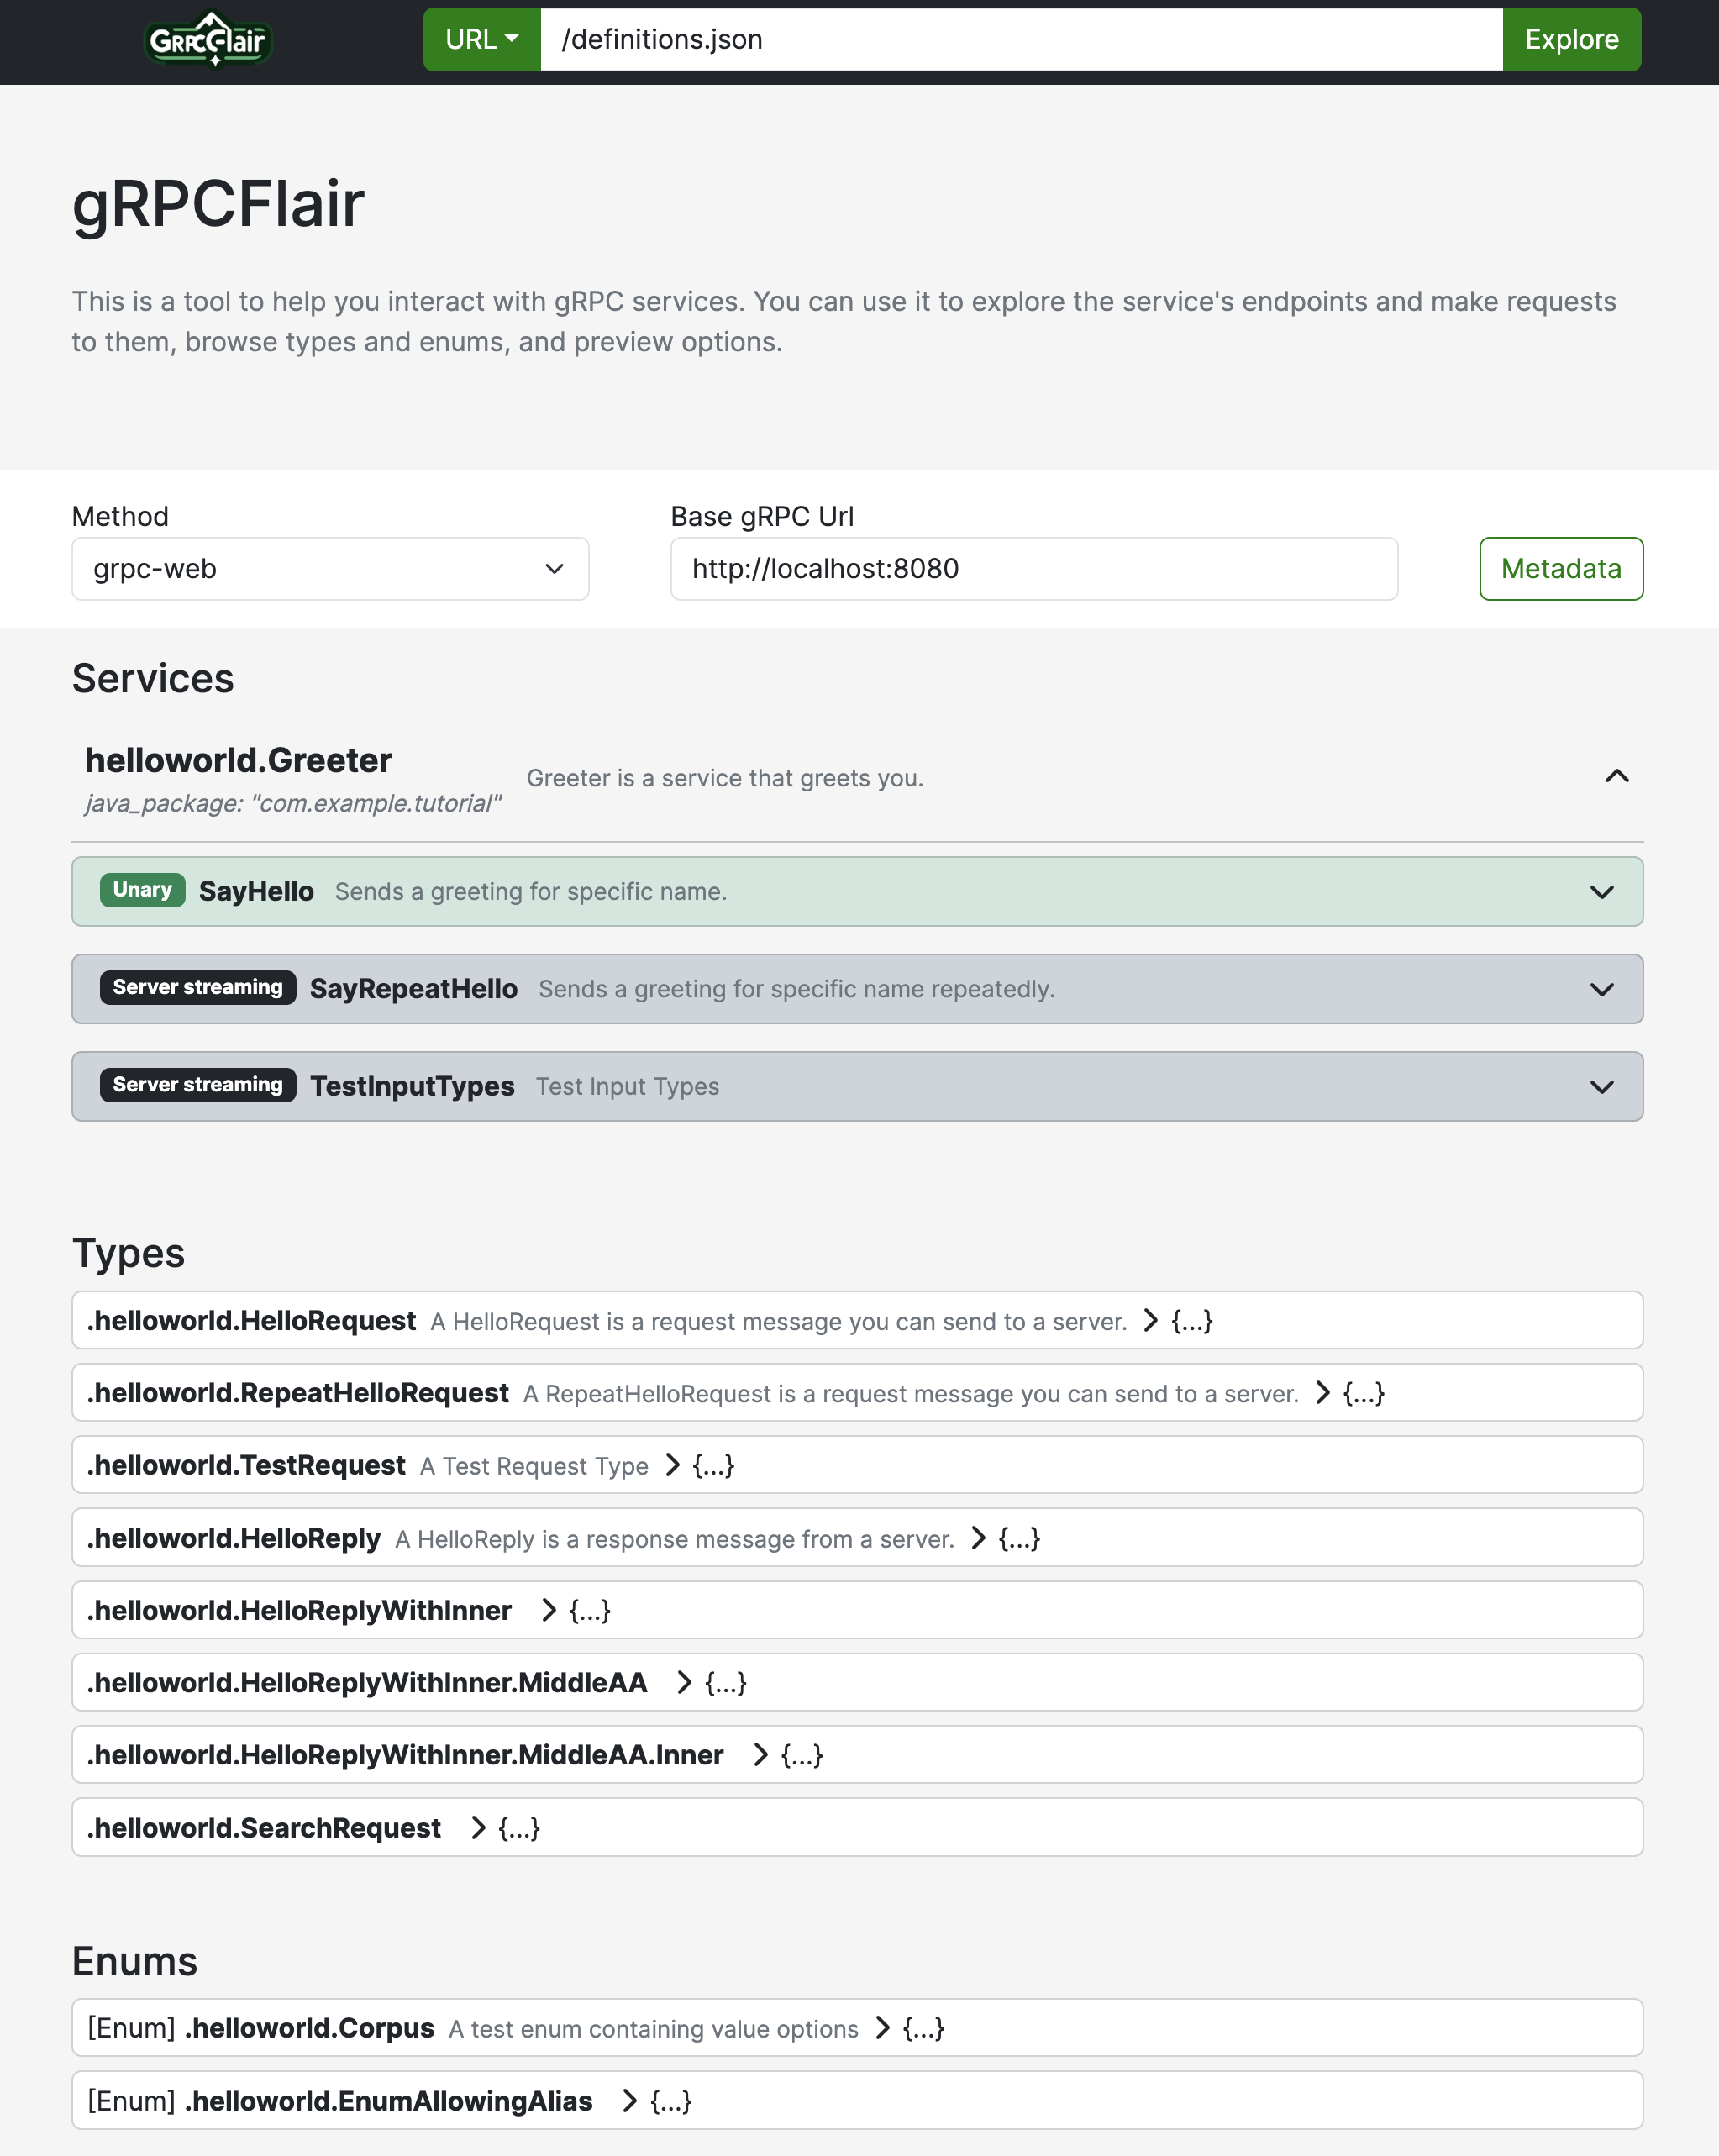 GRPCFlair
URL
/definitions.json
Explore
gRPCFlair
This is a tool to help you interact with gRPC services. You can use it to explore the service's endpoints and make requests
to them, browse types and enums, and preview options.
Method
Base gRPC Url
grpc-web
http://localhost:8080
Metadata
Services
helloworld.Greeter
java_package: "com.example.tutorial"
Greeter is a service that greets you.
Unary SayHello Sends a greeting for specific name.
Server streaming SayRepeatHello Sends a greeting for specific name repeatedly.
Server streaming TestInputTypes Test Input Types
Types
.helloworld.HelloRequest A HelloRequest is a request message you can send to a server. {...}
.helloworld.RepeatHelloRequest A RepeatHelloRequest is a request message you can send to a server. {...}
.helloworld.TestRequest A Test Request Type {...}
.helloworld.HelloReply A HelloReply is a response message from a server. {...}
.helloworld.HelloReplyWithInner {...}
.helloworld.HelloReplyWithInner.MiddleAA {...}
.helloworld.HelloReplyWithInner.MiddleAA.Inner {...}
.helloworld.SearchRequest {...}
Enums
[Enum] .helloworld.Corpus A test enum containing value options {...}
[Enum] .helloworld.EnumAllowingAlias {...}